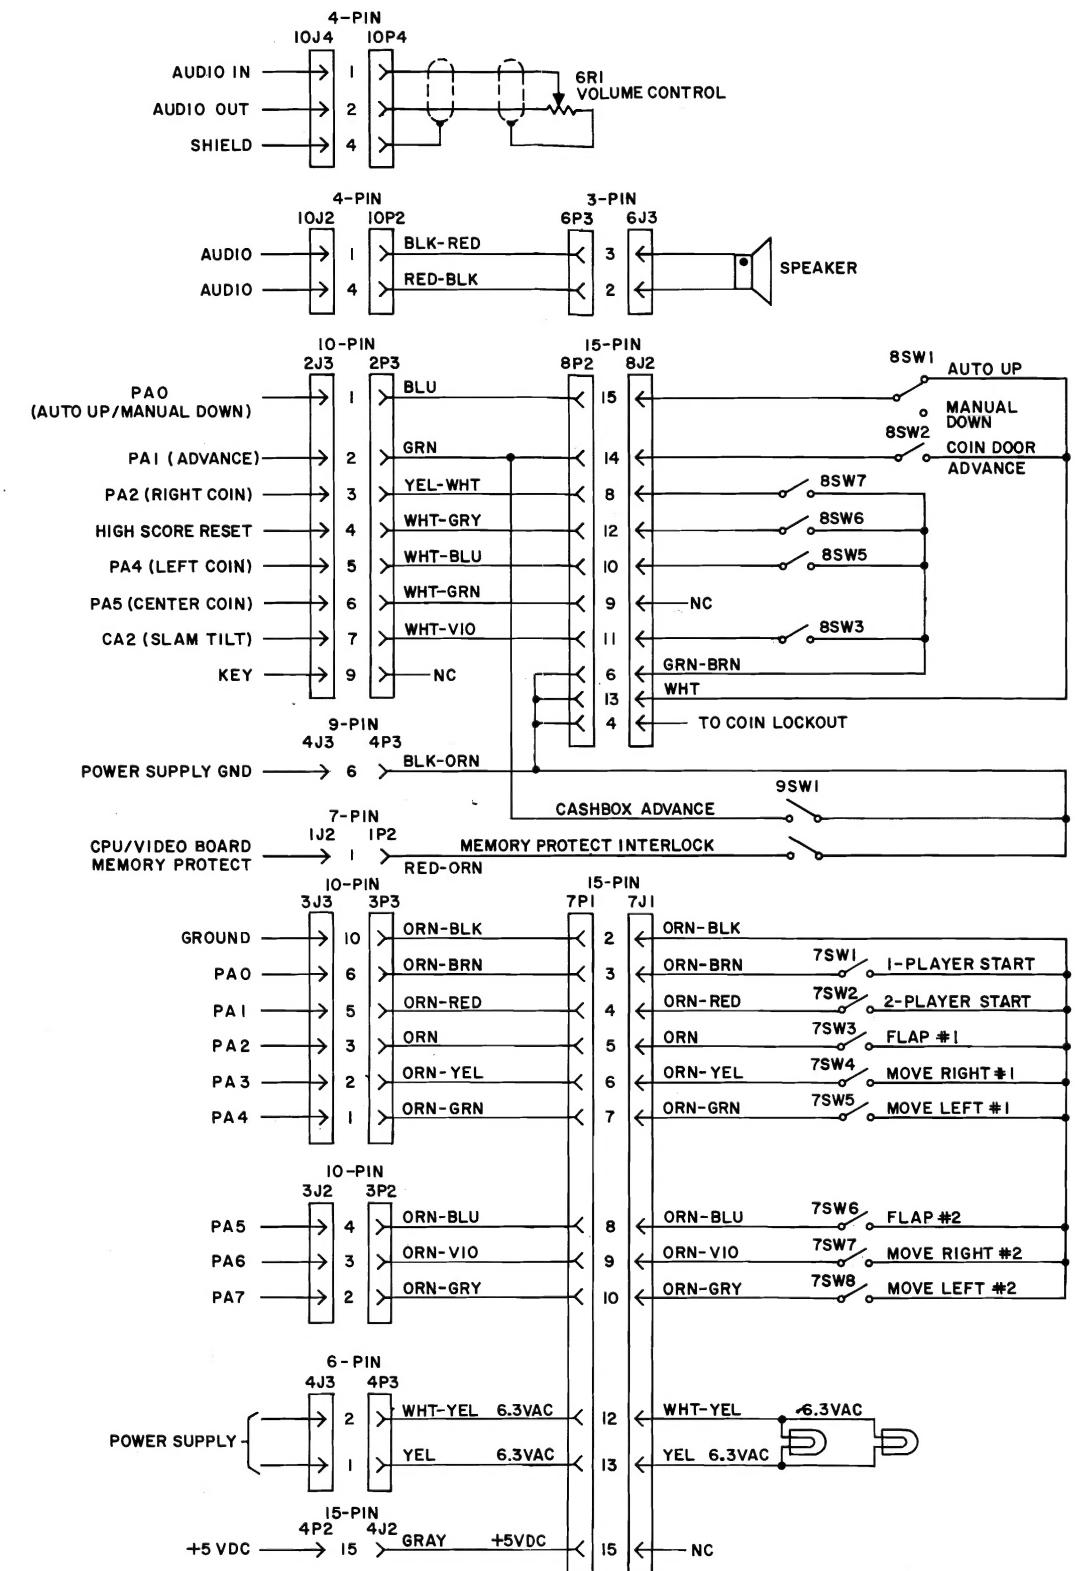 4-PIN
10J4 10P4
AUDIO IN 1
6R1
VOLUME CONTROL
AUDIO OUT 2
SHIELD 4
4-PIN 3-PIN
10J2 10P2 6P3 6J3
AUDIO 1 BLK-RED 3
SPEAKER
AUDIO 4 RED-BLK 2
10-PIN 15-PIN
2J3 2P3 8P2 8J2 8SW1 AUTO UP
PA0 1 BLU 15
(AUTO UP/MANUAL DOWN)
MANUAL
DOWN
8SW2 COIN DOOR
PA1 (ADVANCE) 2 GRN 14
ADVANCE
PA2 (RIGHT COIN) 3 YEL-WHT 8 8SW7
HIGH SCORE RESET 4 WHT-GRY 12 8SW6
PA4 (LEFT COIN) 5 WHT-BLU 10 8SW5
PA5 (CENTER COIN) 6 WHT-GRN 9 NC
CA2 (SLAM TILT) 7 WHT-VIO 11 8SW3
KEY 9 NC 6 GRN-BRN
13 WHT
4 TO COIN LOCKOUT
9-PIN
4J3 4P3
POWER SUPPLY GND 6 BLK-ORN
9SW1
CASHBOX ADVANCE
7-PIN
1J2 1P2
CPU/VIDEO BOARD
MEMORY PROTECT 1 MEMORY PROTECT INTERLOCK
RED-ORN
10-PIN 15-PIN
3J3 3P3 7P1 7J1
GROUND 10 ORN-BLK 2 ORN-BLK
PA0 6 ORN-BRN 3 ORN-BRN 7SW1 1-PLAYER START
PA1 5 ORN-RED 4 ORN-RED 7SW2 2-PLAYER START
PA2 3 ORN 5 ORN 7SW3 FLAP #1
PA3 2 ORN-YEL 6 ORN-YEL 7SW4 MOVE RIGHT #1
PA4 1 ORN-GRN 7 ORN-GRN 7SW5 MOVE LEFT #1
10-PIN
3J2 3P2
PA5 4 ORN-BLU 8 ORN-BLU 7SW6 FLAP #2
PA6 3 ORN-VIO 9 ORN-VIO 7SW7 MOVE RIGHT #2
PA7 2 ORN-GRY 10 ORN-GRY 7SW8 MOVE LEFT #2
6-PIN
4J3 4P3
2 WHT-YEL 6.3VAC 12 WHT-YEL 6.3VAC
POWER SUPPLY
1 YEL 6.3VAC 13 YEL 6.3VAC
15-PIN
4P2 4J2
+5VDC 15 GRAY +5VDC 15 NC